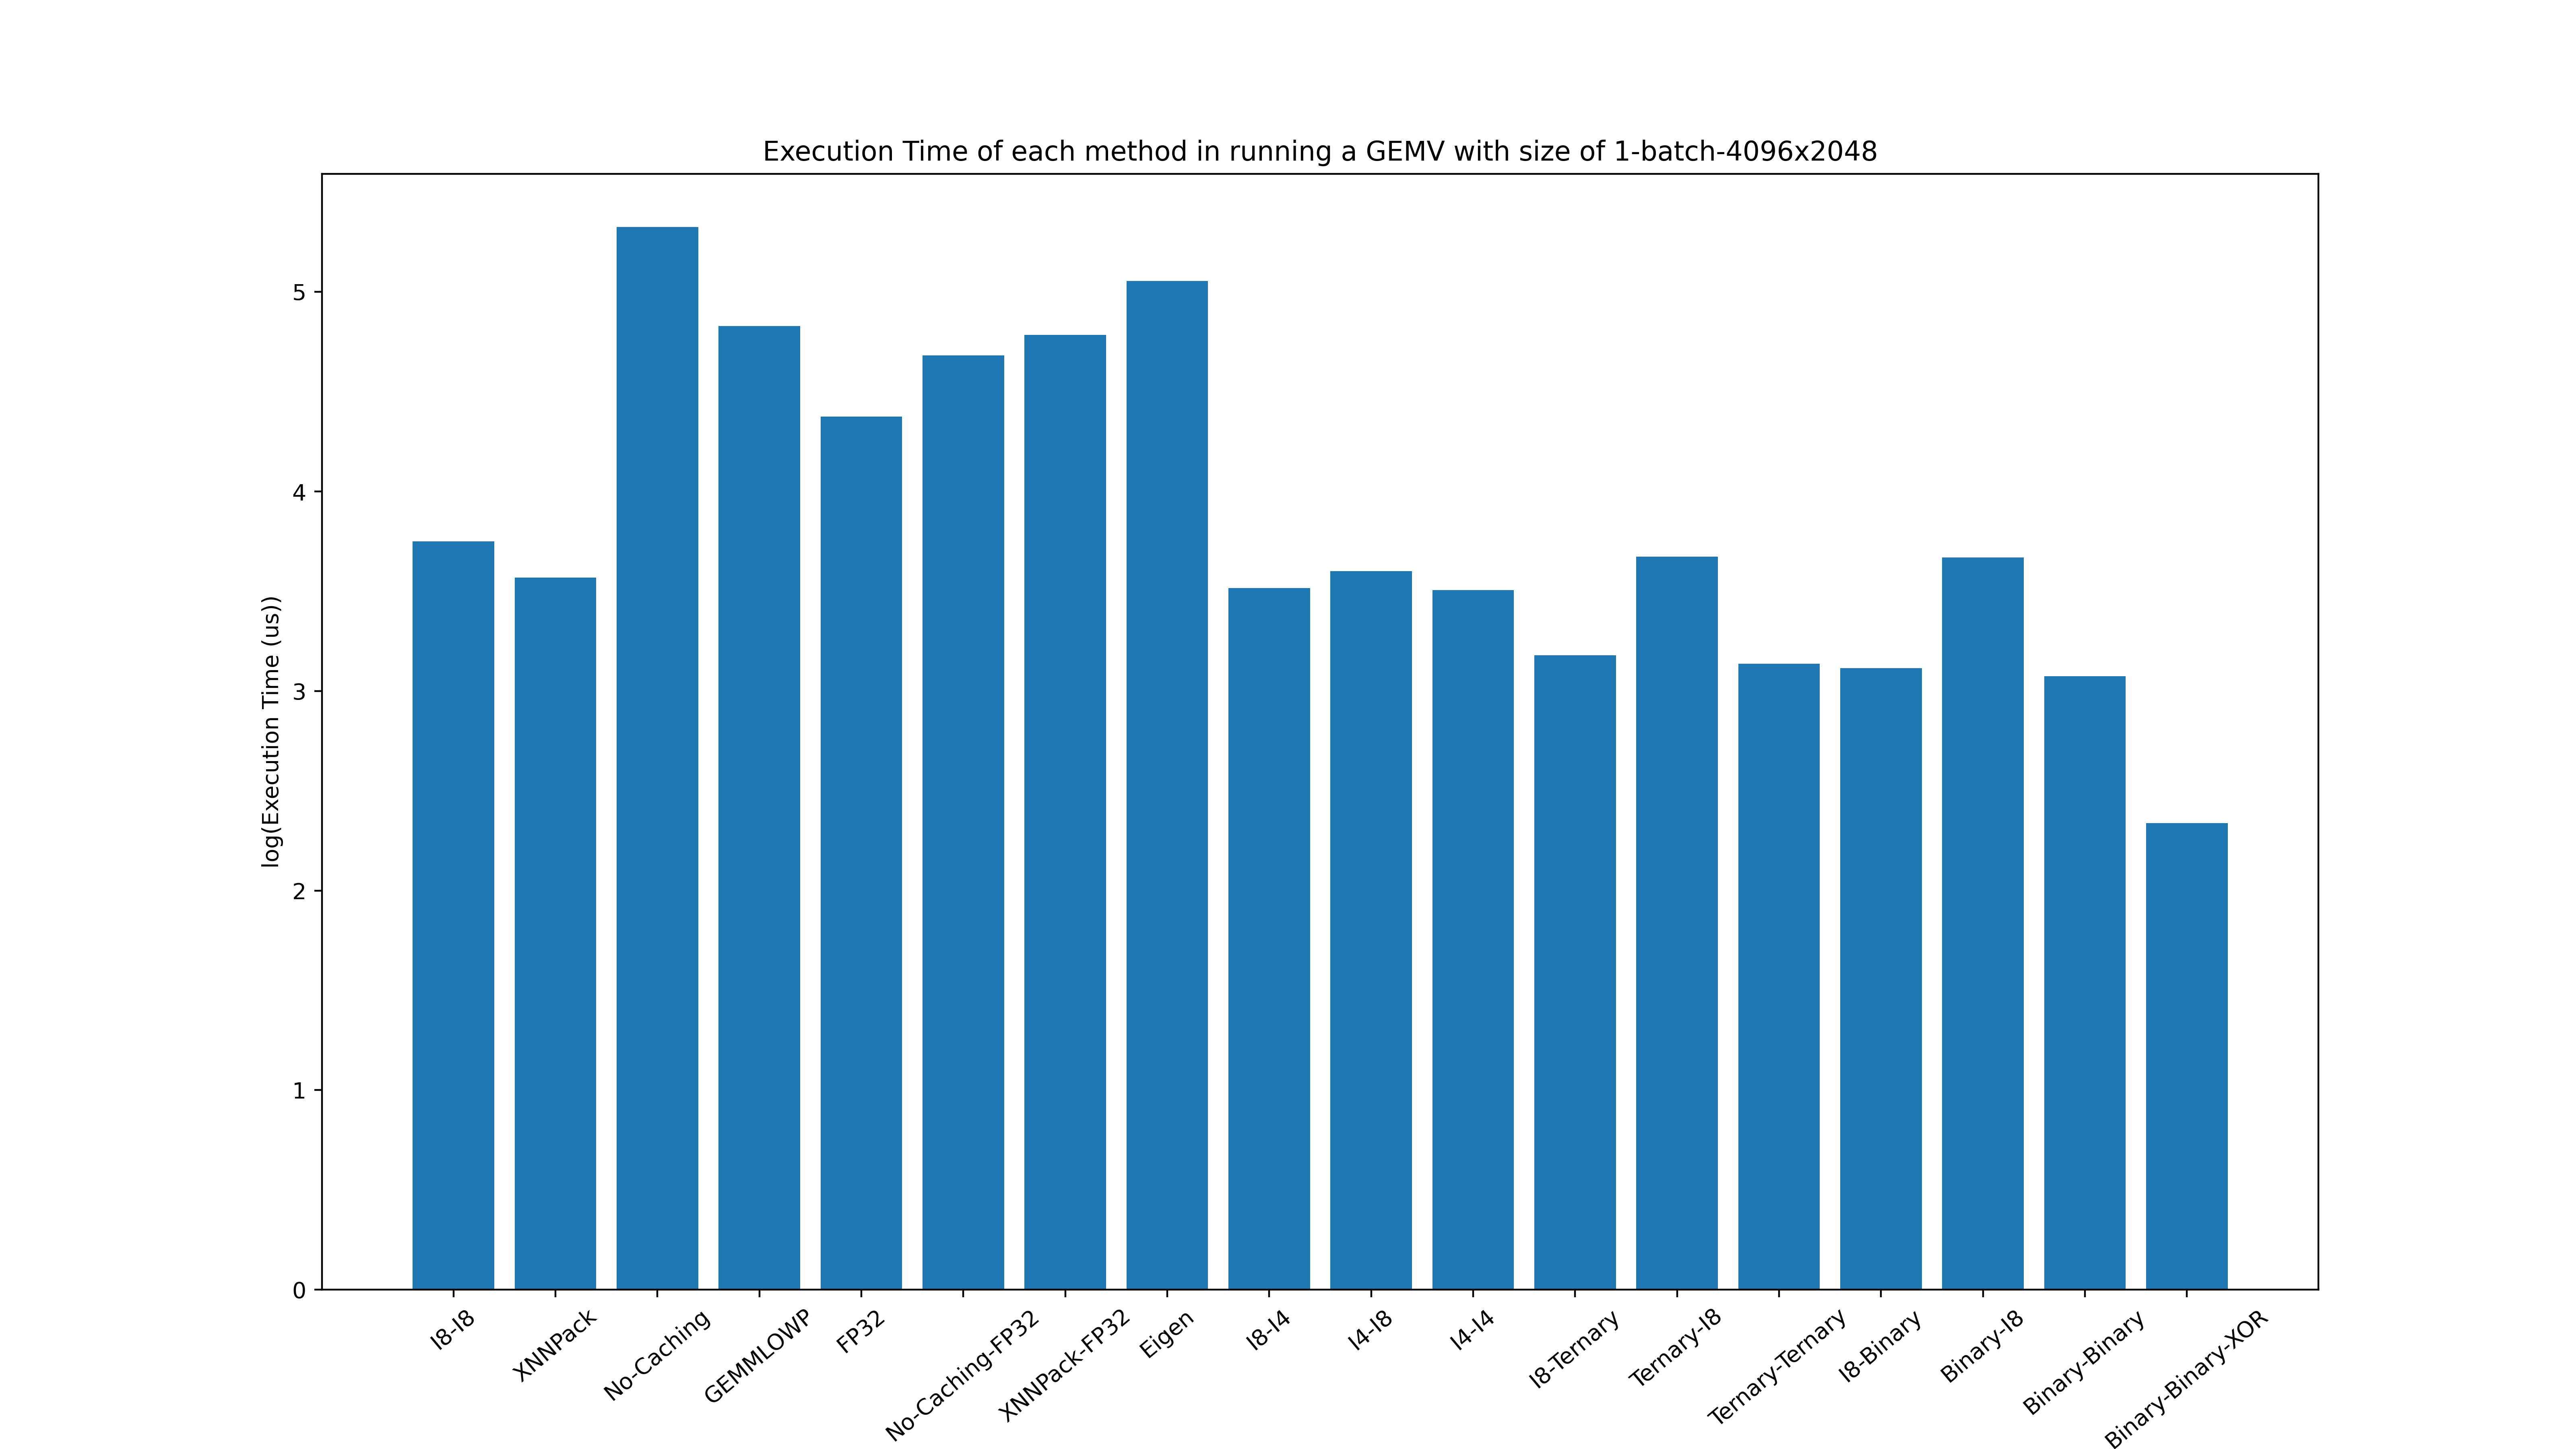 Execution Time of each method in running a GEMV with size of 1-batch-4096x2048
log(Execution Time (us))
5
4
3
2
1
0
I8-I8
XNNPack
No-Caching
GEMMLOWP
FP32
No-Caching-FP32
XNNPack-FP32
Eigen
I8-I4
I4-I8
I4-I4
I8-Ternary
Ternary-I8
Ternary-Ternary
I8-Binary
Binary-I8
Binary-Binary
Binary-Binary-XOR